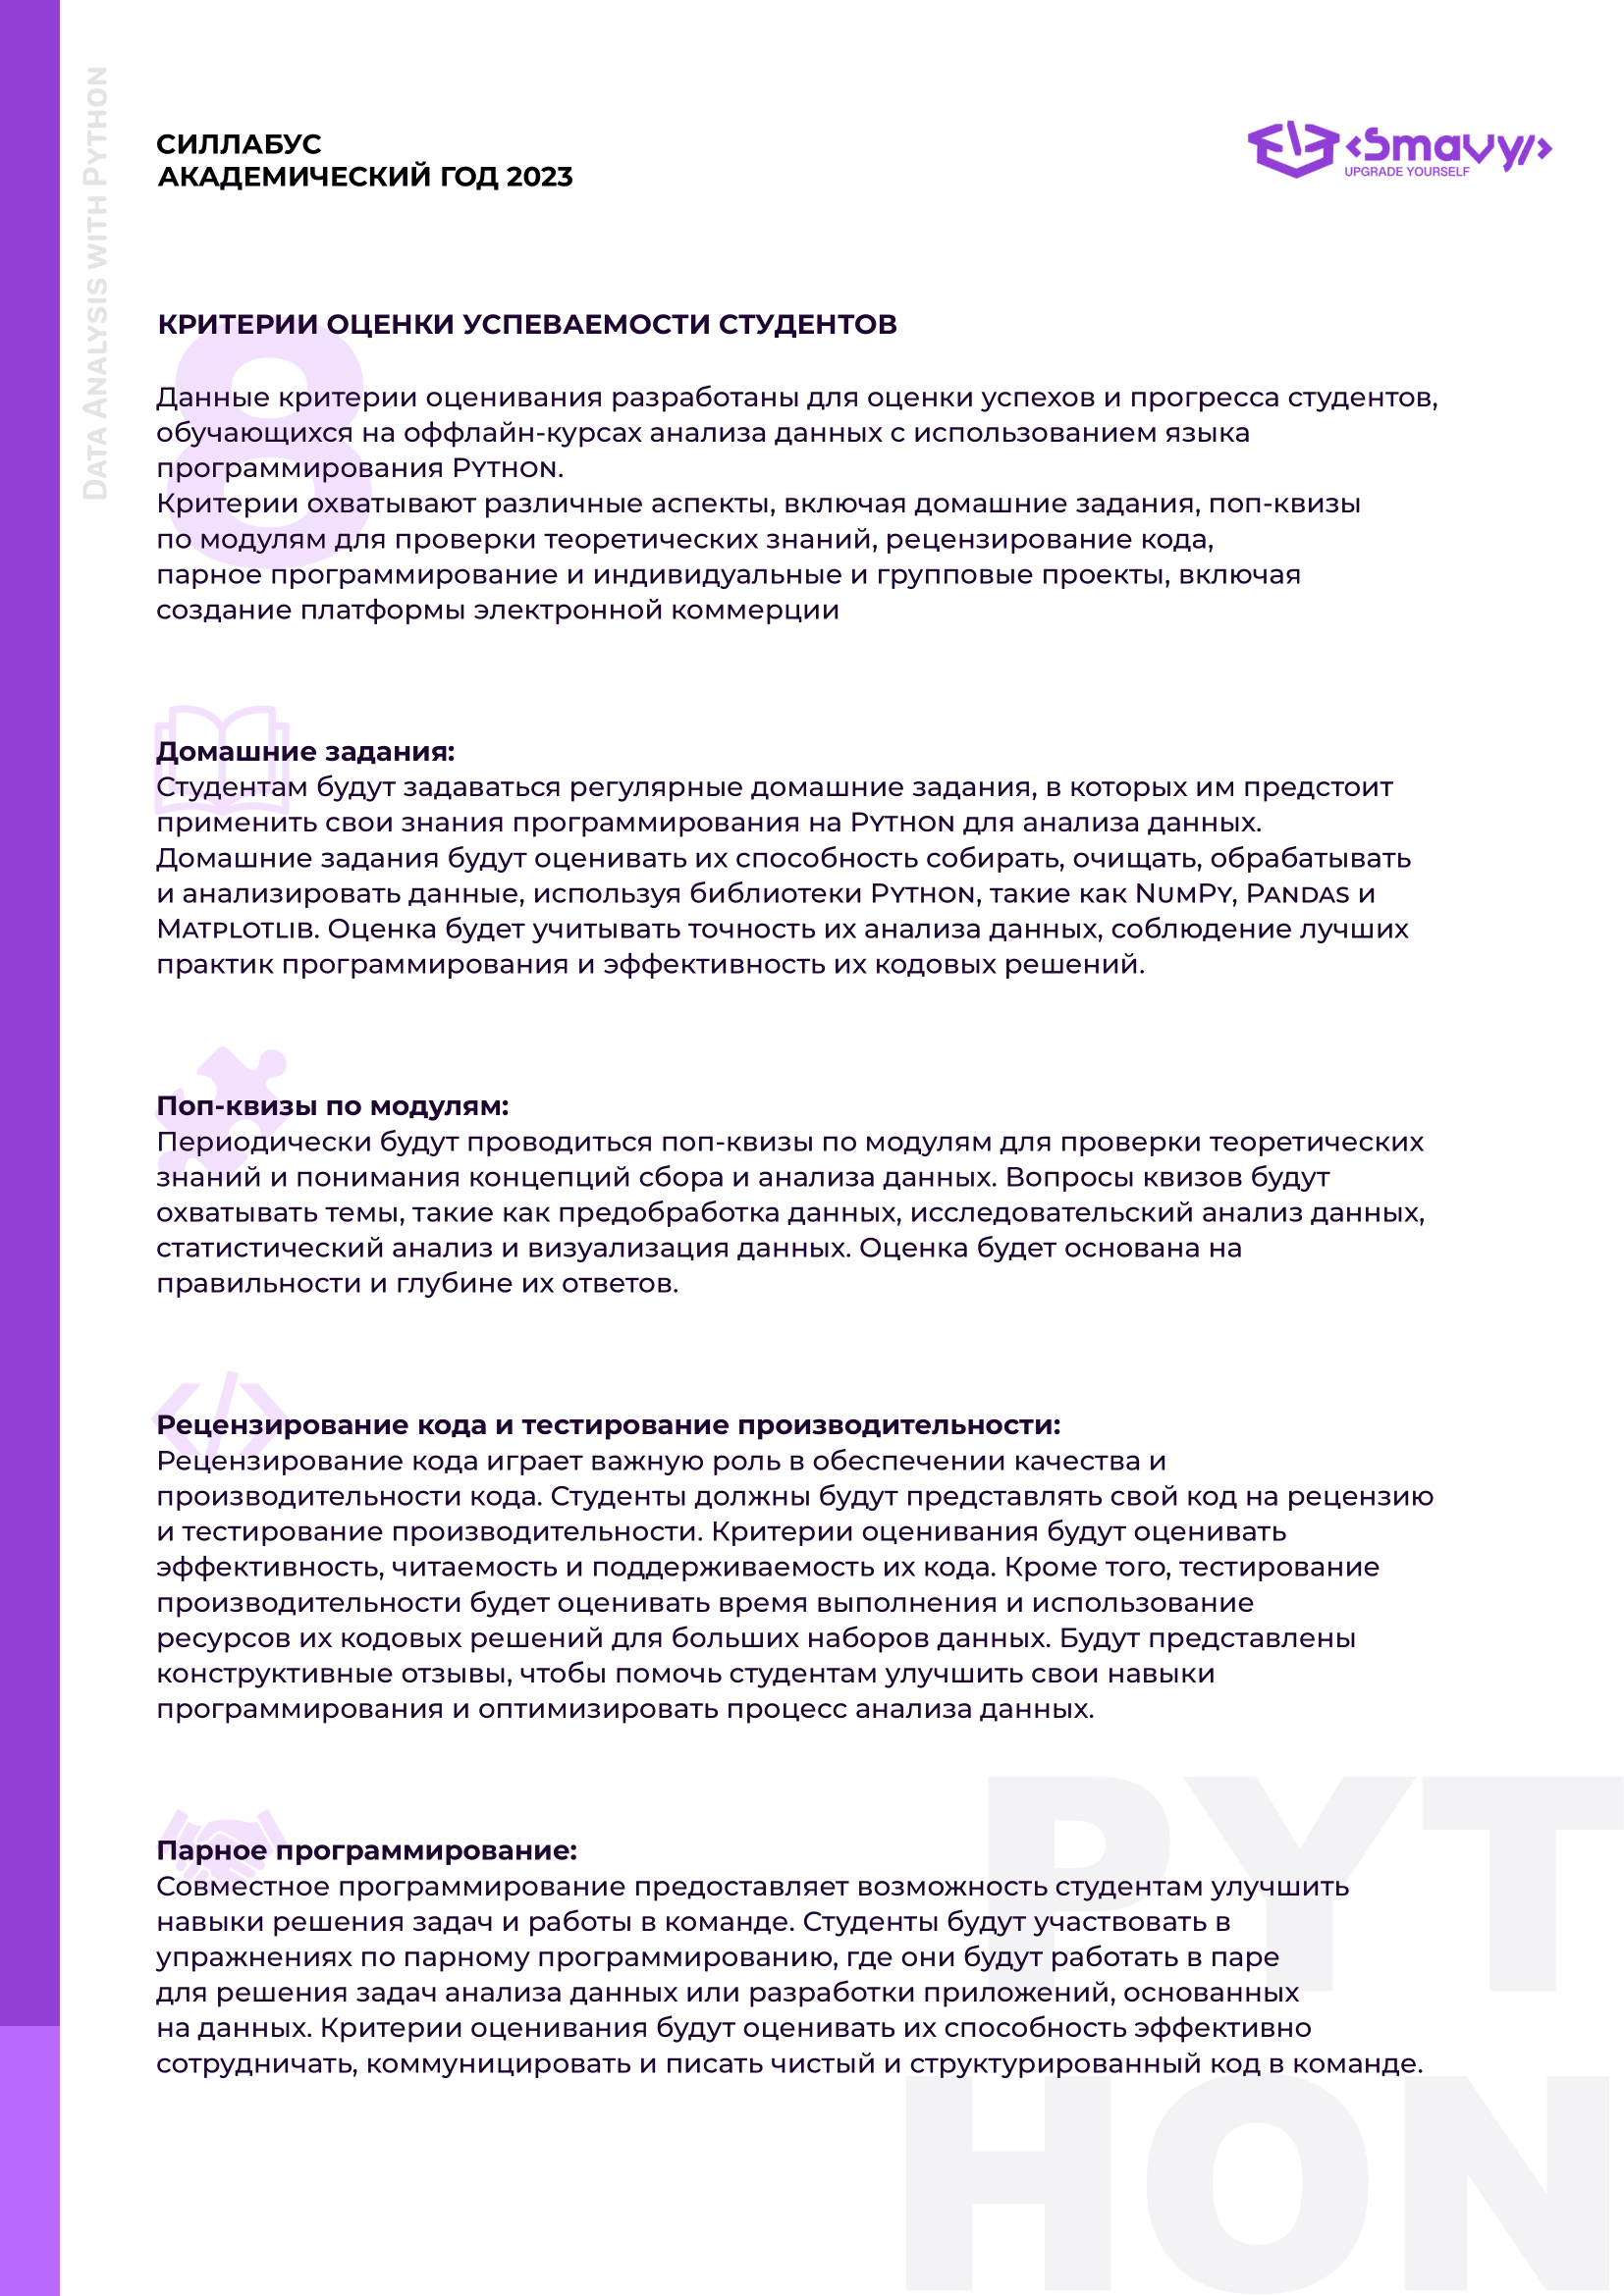 DATA ANALYSIS WITH PYTHON
СИЛЛАБУС
АКАДЕМИЧЕСКИЙ ГОД 2023
<Smavy/>
UPGRADE YOURSELF
8
КРИТЕРИИ ОЦЕНКИ УСПЕВАЕМОСТИ СТУДЕНТОВ
Данные критерии оценивания разработаны для оценки успехов и прогресса студентов,
обучающихся на оффлайн-курсах анализа данных с использованием языка
программирования PYTHON.
Критерии охватывают различные аспекты, включая домашние задания, поп-квизы
по модулям для проверки теоретических знаний, рецензирование кода,
парное программирование и индивидуальные и групповые проекты, включая
создание платформы электронной коммерции
Домашние задания:
Студентам будут задаваться регулярные домашние задания, в которых им предстоит
применить свои знания программирования на PYTHON для анализа данных.
Домашние задания будут оценивать их способность собирать, очищать, обрабатывать
и анализировать данные, используя библиотеки PYTHON, такие как NUMPY, PANDAS и
MATPLOTLIB. Оценка будет учитывать точность их анализа данных, соблюдение лучших
практик программирования и эффективность их кодовых решений.
Поп-квизы по модулям:
Периодически будут проводиться поп-квизы по модулям для проверки теоретических
знаний и понимания концепций сбора и анализа данных. Вопросы квизов будут
охватывать темы, такие как предобработка данных, исследовательский анализ данных,
статистический анализ и визуализация данных. Оценка будет основана на
правильности и глубине их ответов.
Рецензирование кода и тестирование производительности:
Рецензирование кода играет важную роль в обеспечении качества и
производительности кода. Студенты должны будут представлять свой код на рецензию
и тестирование производительности. Критерии оценивания будут оценивать
эффективность, читаемость и поддерживаемость их кода. Кроме того, тестирование
производительности будет оценивать время выполнения и использование
ресурсов их кодовых решений для больших наборов данных. Будут представлены
конструктивные отзывы, чтобы помочь студентам улучшить свои навыки
программирования и оптимизировать процесс анализа данных.
Парное программирование:
Совместное программирование предоставляет возможность студентам улучшить
навыки решения задач и работы в команде. Студенты будут участвовать в
упражнениях по парному программированию, где они будут работать в паре
для решения задач анализа данных или разработки приложений, основанных
на данных. Критерии оценивания будут оценивать их способность эффективно
сотрудничать, коммуницировать и писать чистый и структурированный код в команде.
PYT
HON